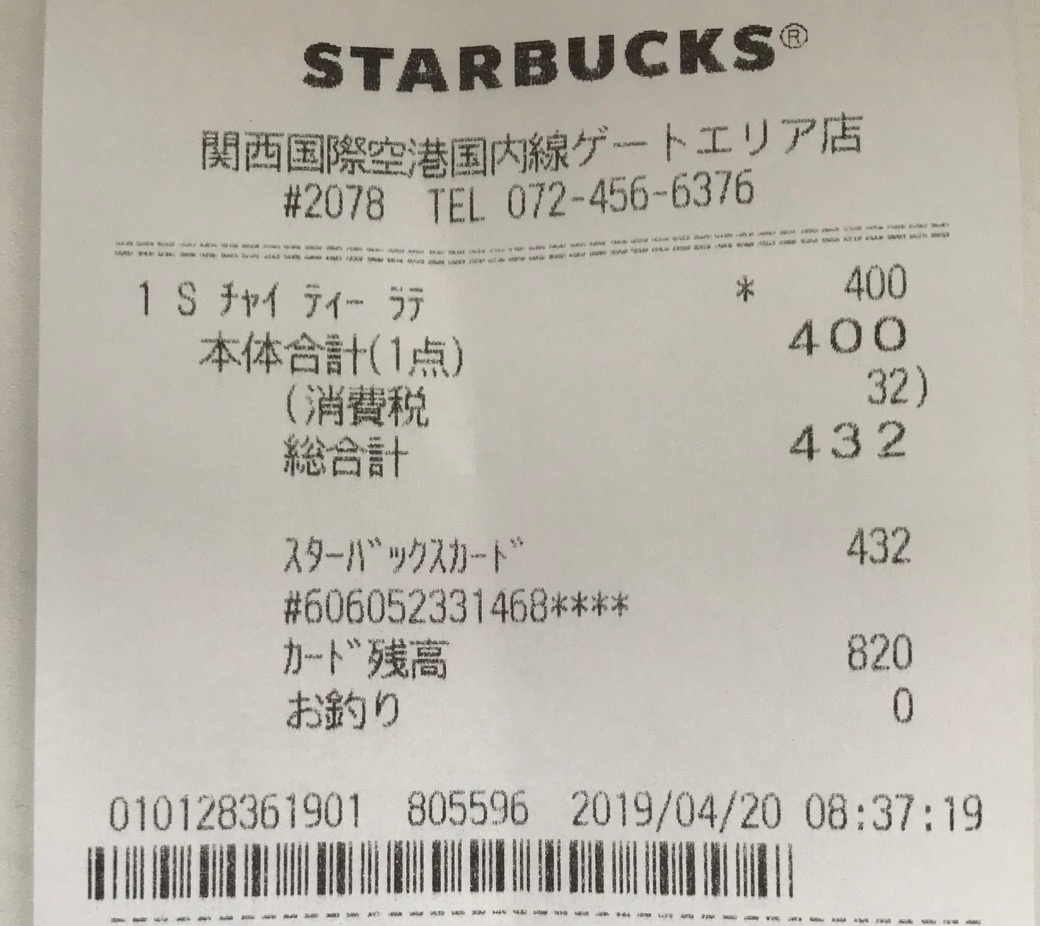 STARBUCKS®
関西国際空港国内線ゲートエリア店
#2078 TEL 072-456-6376
1 S ﾁｬｲ ﾃｨｰ ﾗﾃ * 400
本体合計(1点) 400
(消費税 32)
総合計 432
ｽﾀｰﾊﾞｯｸｽｶｰﾄﾞ 432
#606052331468****
ｶｰﾄﾞ残高 820
お釣り 0
010128361901 805596 2019/04/20 08:37:19